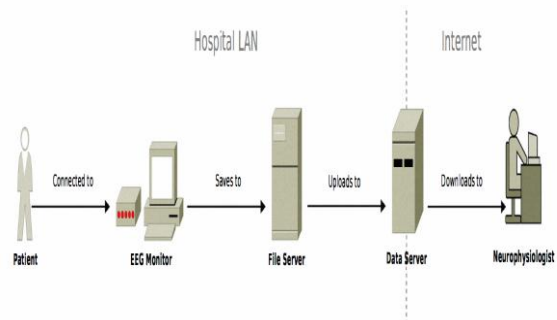 Hospital LAN
Internet
Connected to
Saves to
Uploads to
Downloads to
Patient
EEG Monitor
File Server
Data Server
Neurophysiologist